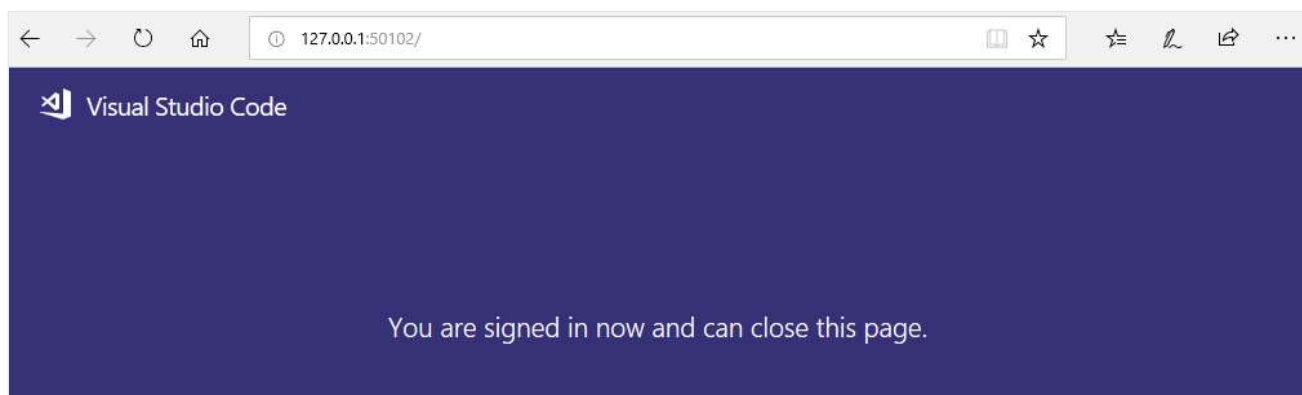 127.0.0.1:50102/
Visual Studio Code
You are signed in now and can close this page.